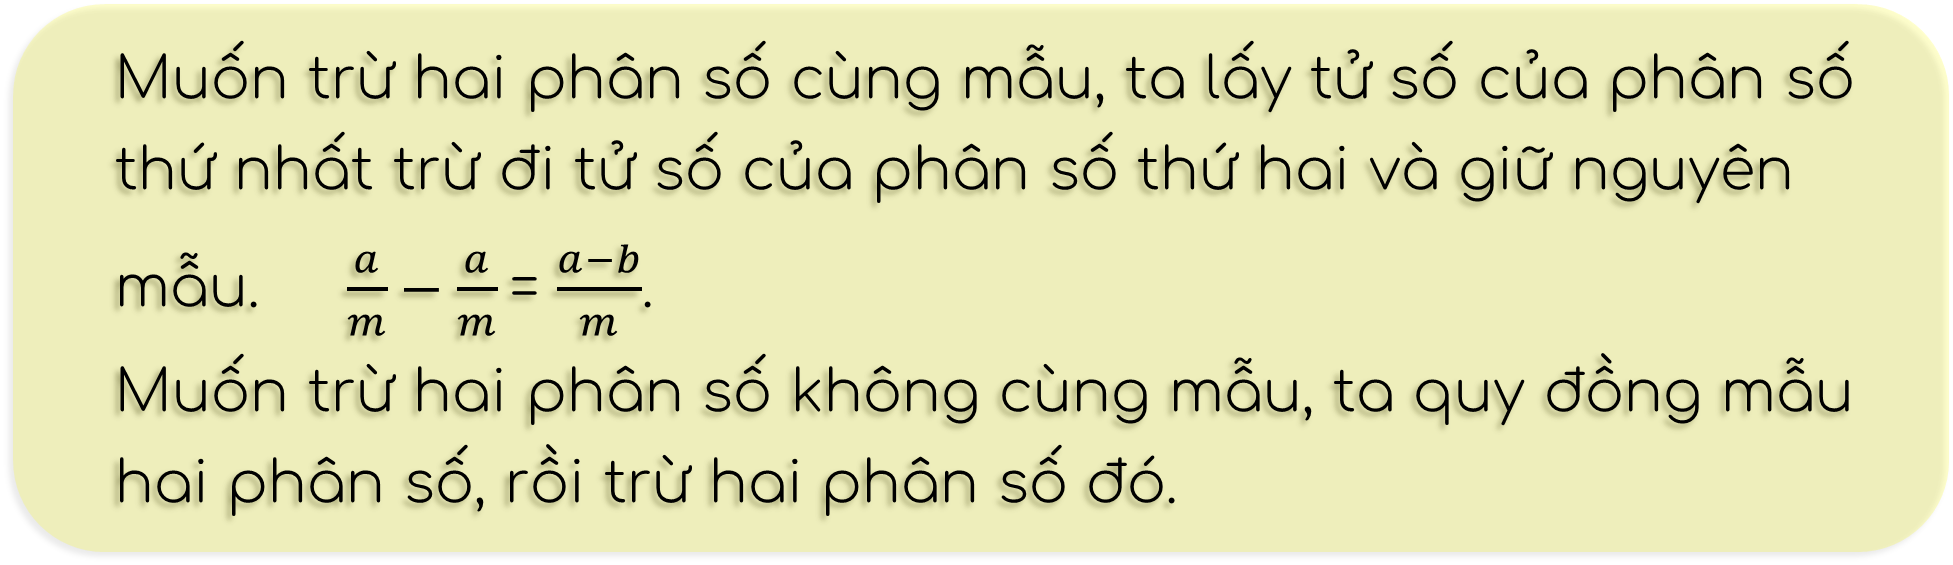 Muốn trừ hai phân số cùng mẫu, ta lấy tử số của phân số
thứ nhất trừ đi tử số của phân số thứ hai và giữ nguyên
mẫu. a/m − a/m = a−b/m.
Muốn trừ hai phân số không cùng mẫu, ta quy đồng mẫu
hai phân số, rồi trừ hai phân số đó.